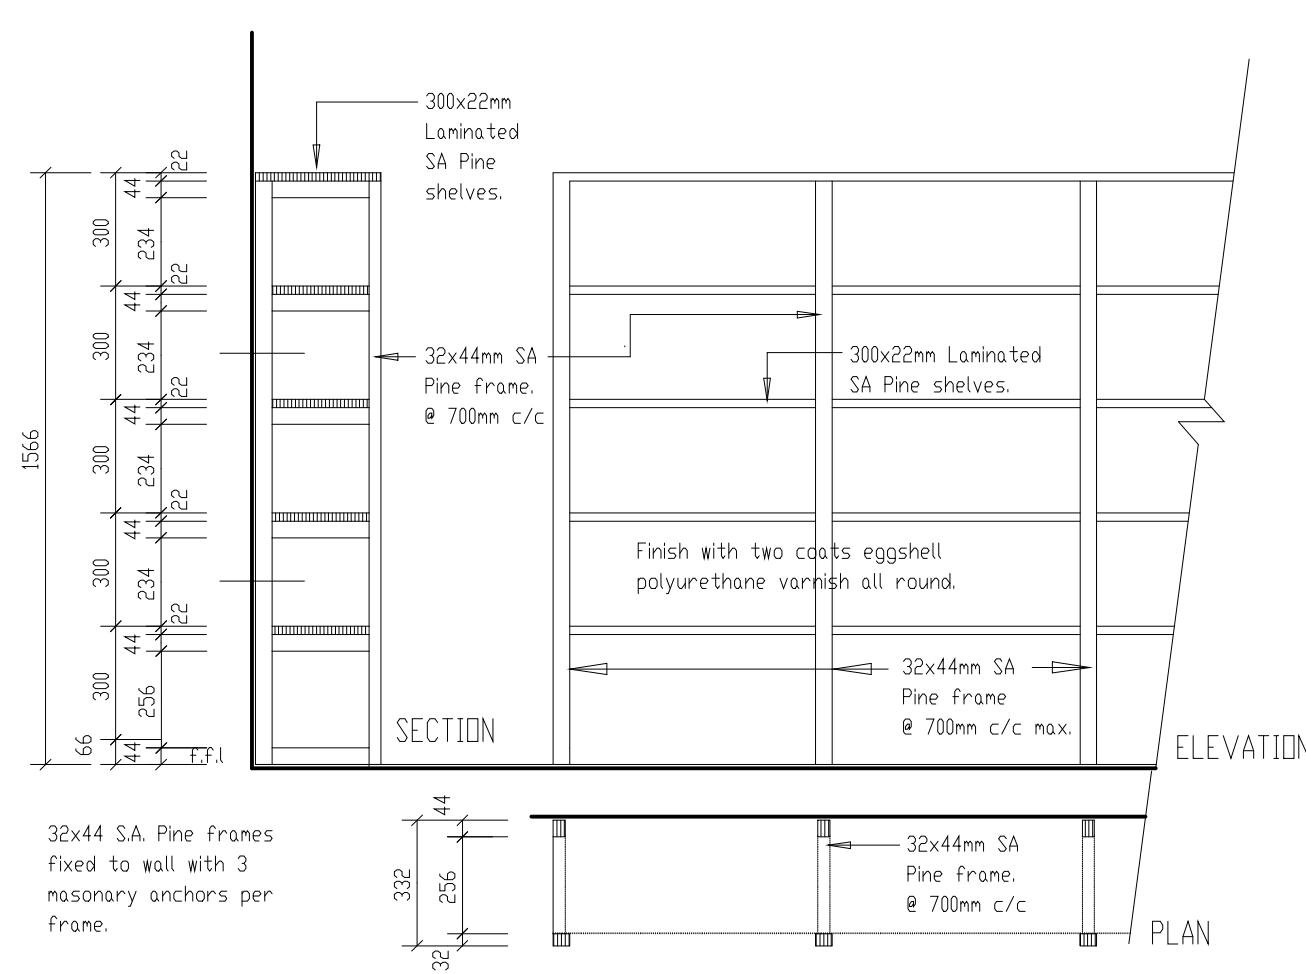 300x22mm
Laminated
SA Pine
shelves.
22
44
300
234
22
44
300
234
22
44
300
234
22
44
300
234
22
44
300
256
66
44
f.f.l
1566
32x44mm SA
Pine frame.
@ 700mm c/c
300x22mm Laminated
SA Pine shelves.
Finish with two coats eggshell
polyurethane varnish all round.
32x44mm SA
Pine frame
@ 700mm c/c max.
SECTION
ELEVATION
32x44 S.A. Pine frames
fixed to wall with 3
masonary anchors per
frame.
44
332
256
32
32x44mm SA
Pine frame.
@ 700mm c/c
PLAN